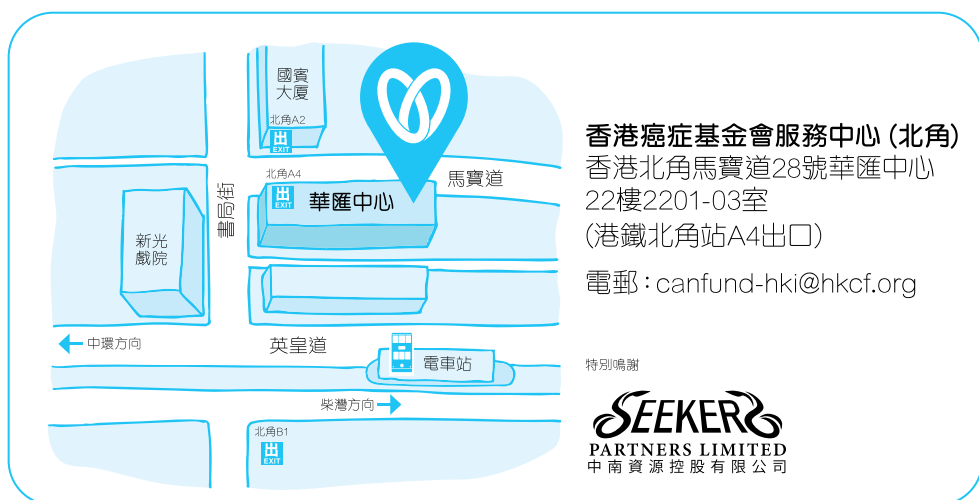 國賓
大廈
北角A2
出
EXIT
北角A4
出
EXIT
華匯中心
馬寶道
書局街
新光
戲院
中環方向
英皇道
電車站
柴灣方向
北角B1
出
EXIT
香港癌症基金會服務中心 (北角)
香港北角馬寶道28號華匯中心
22樓2201-03室
(港鐵北角站A4出口)
電郵:canfund-hki@hkcf.org
特別鳴謝
SEEKERS
PARTNERS LIMITED
中南資源控股有限公司